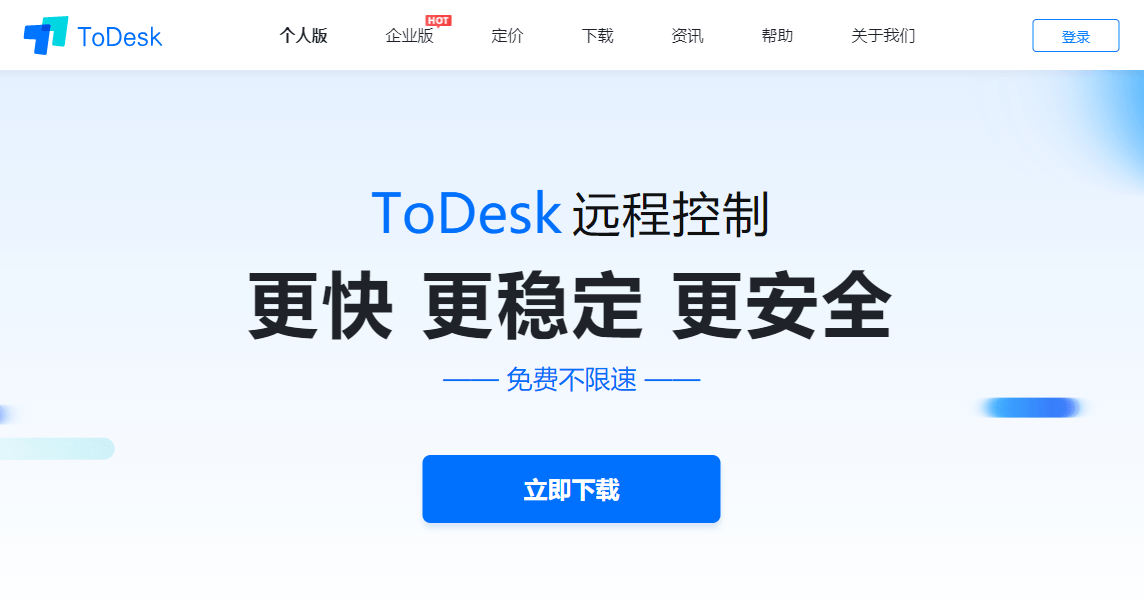 ToDesk 个人版 企业版 HOT 定价 下载 资讯 帮助 关于我们 登录
ToDesk 远程控制
更快 更稳定 更安全
—— 免费不限速 ——
立即下载